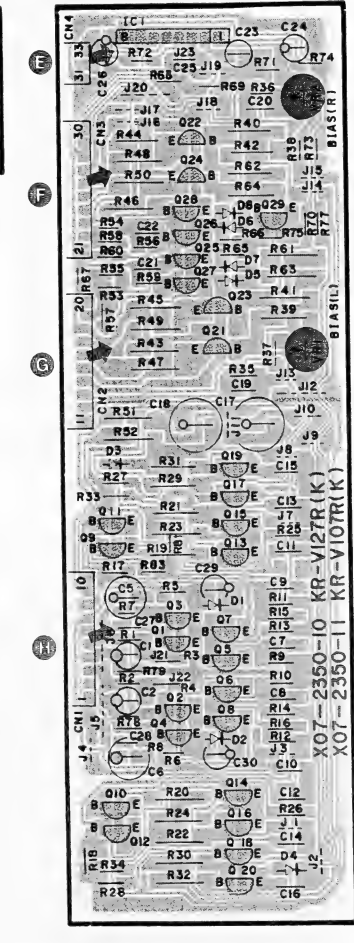 CN4
IC1
B
C23
C24
E
33
31
C26
R72
J23
C25
J19
R71
R74
R68
J20
R69
R36
C20
J17
J18
J16
BIAS(R)
30
CN3
Q22
R44
E
B
R40
R38
R73
R48
R42
Q24
J15
R50
E
B
R62
J14
F
R64
R46
Q28
D8
Q29
B
E
B
E
R54
C22
Q26
D6
R70
R77
R58
R56
B
E
R66
R75
R60
Q25
R65
R61
21
C21
B
E
D7
R67
R55
R59
Q27
D5
R63
B
E
20
R53
R45
Q23
R41
R57
E
B
R39
R49
G
Q21
BIAS(L)
R43
E
B
R37
R47
R35
J13
C19
J12
11
CN2
R51
C18
C17
J11
J10
R52
J9
D3
Q19
J8
R31
B
E
C15
R27
R29
Q17
R33
B
E
C13
Q11
R21
Q15
J7
B
E
R23
B
E
R25
Q9
Q13
B
E
R19
R81
B
E
C11
R17
R83
C29
10
C5
R5
C9
R7
Q3
D1
R11
C27
B
E
R15
R1
Q1
Q7
R13
H
J6
B
E
B
E
C7
C1
J21
R3
Q5
R9
R79
B
E
R2
J22
Q6
R10
R4
B
E
C8
C2
Q2
1
CN1
J5
B
E
Q8
R14
R78
Q4
B
E
R16
C28
B
E
D2
R12
J4
R8
J3
C6
R6
C30
C10
Q10
R20
Q14
C12
B
E
B
E
R26
R24
Q16
J1
B
E
Q12
R22
B
E
C14
R18
R30
Q18
D4
R34
B
E
J2
R32
Q20
R28
B
E
C16
X07-2350-10 KR-V127R(K)
X07-2350-11 KR-V107R(K)